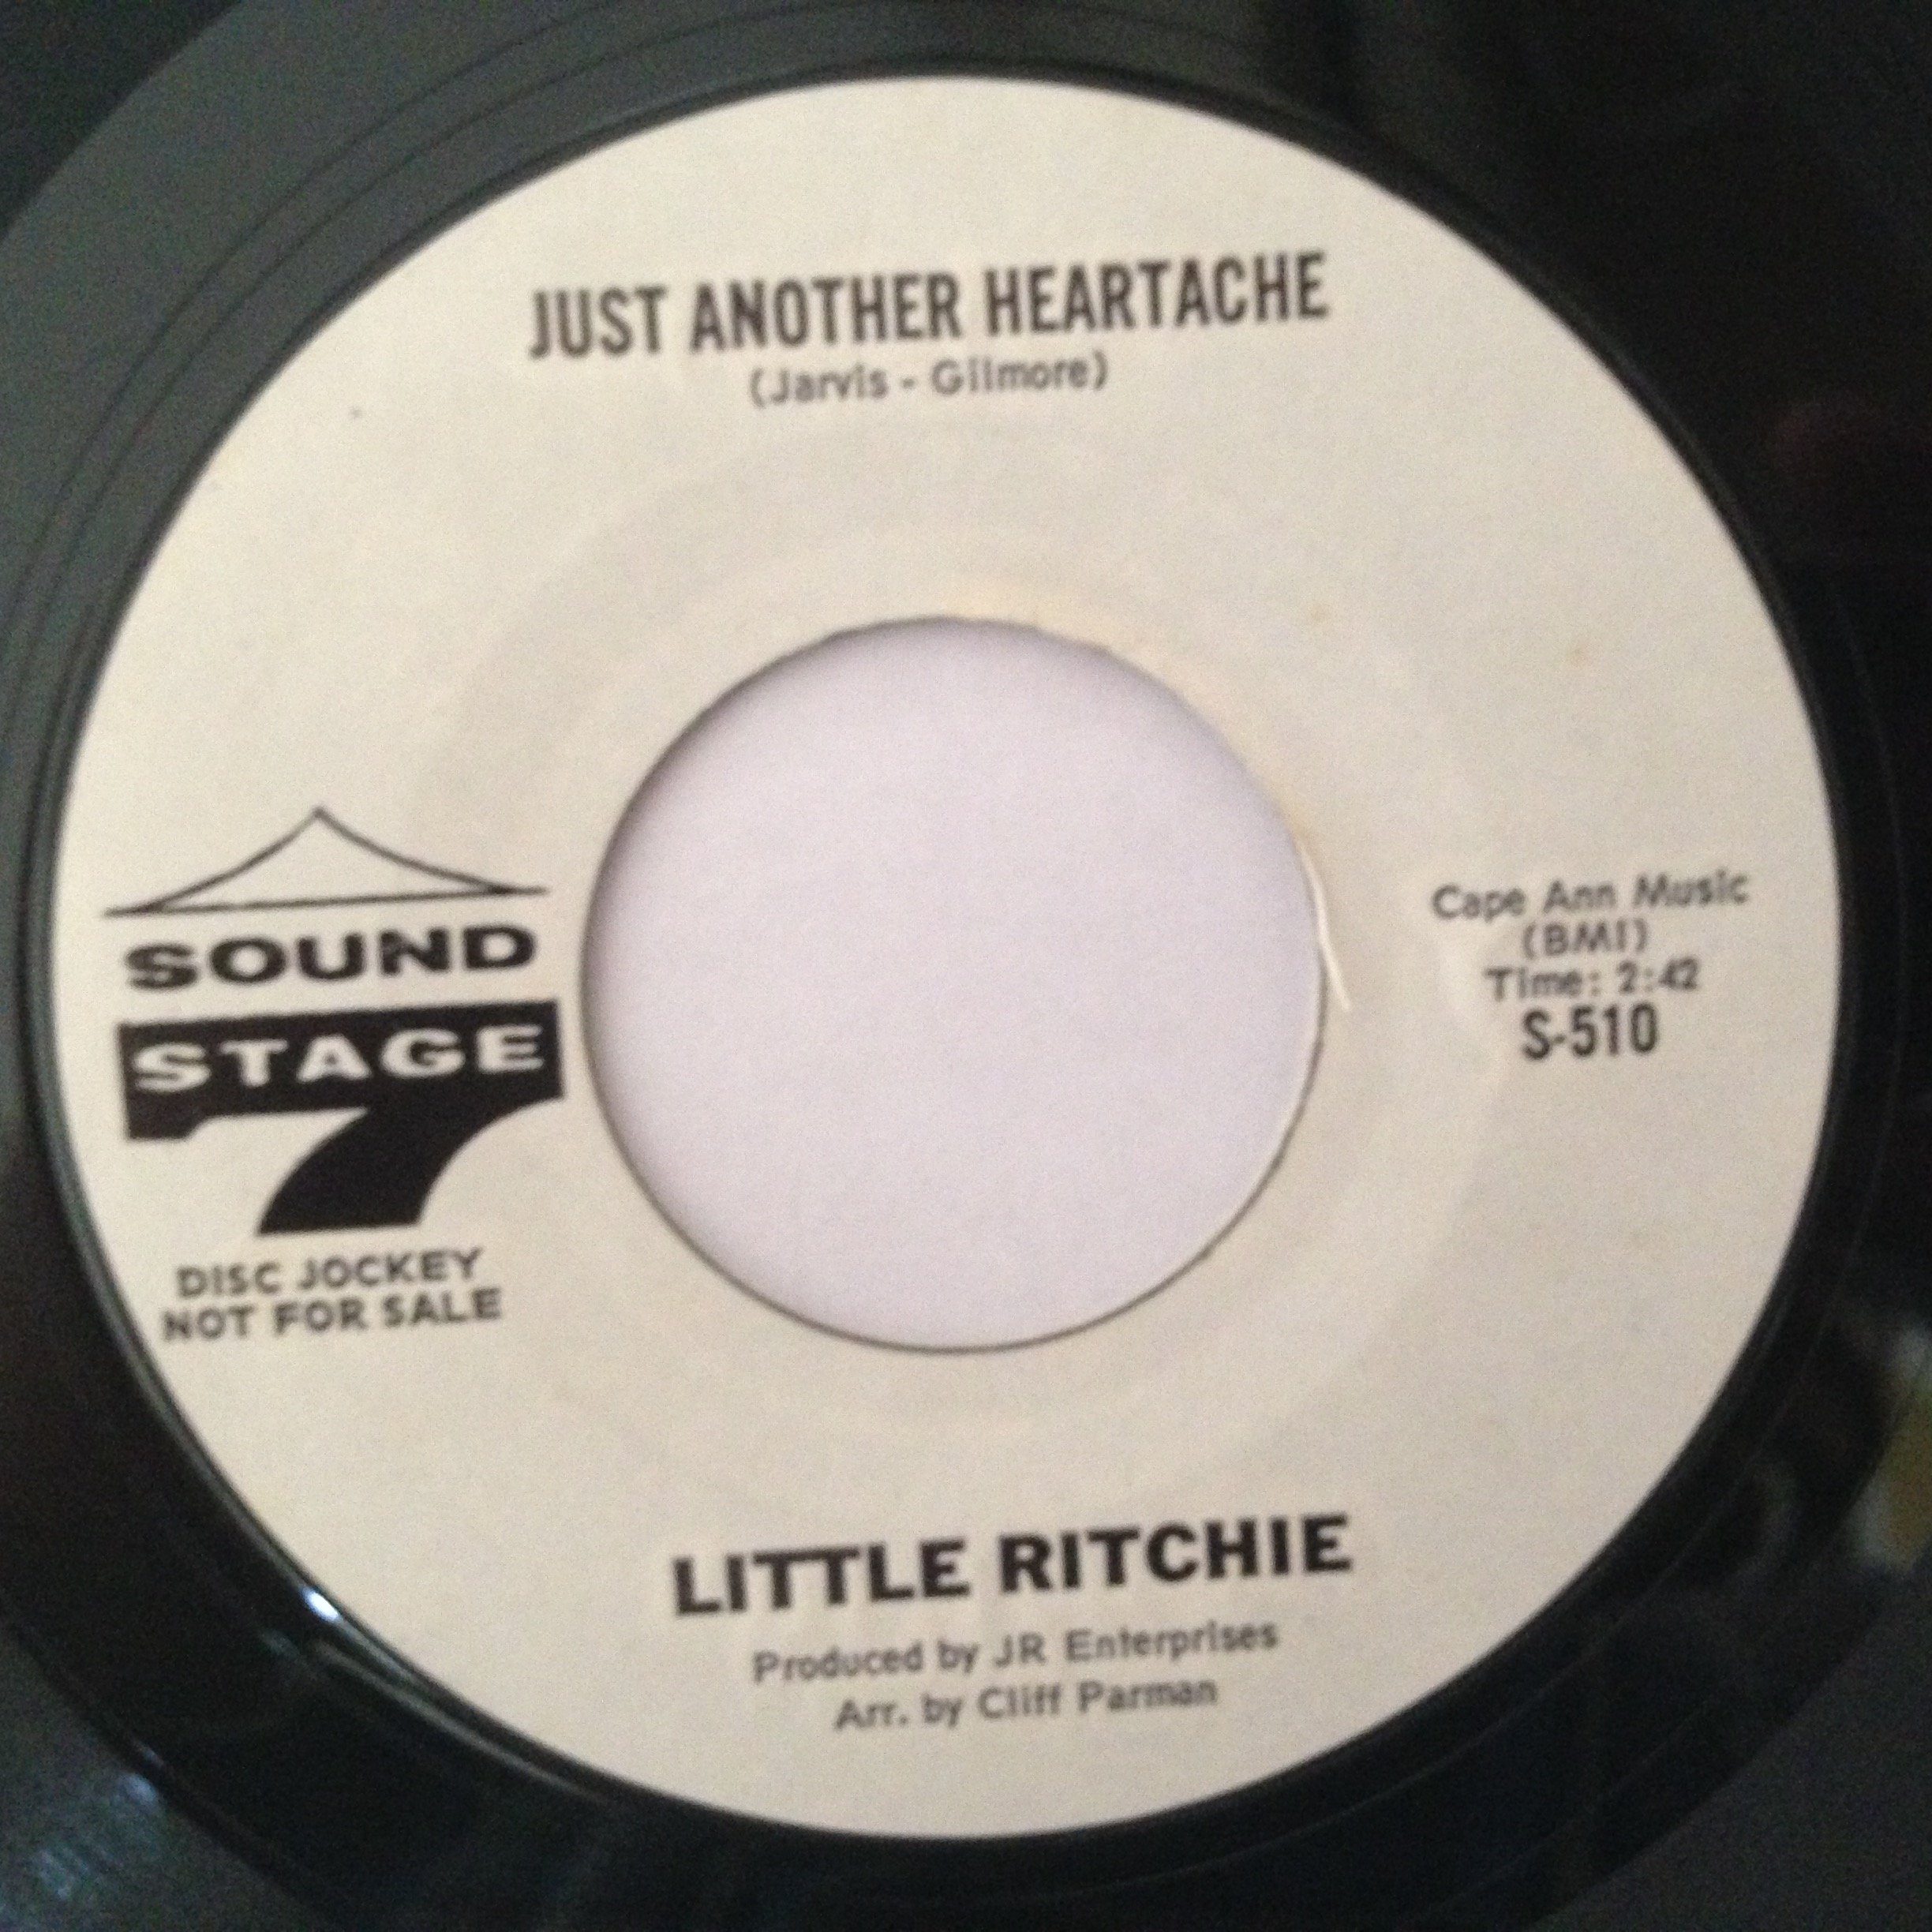 JUST ANOTHER HEARTACHE
(Jarvis - Gilmore)
SOUND
STAGE
7
DISC JOCKEY
NOT FOR SALE
Cape Ann Music
(BMI)
Time: 2:42
S-510
LITTLE RITCHIE
Produced by JR Enterprises
Arr. by Cliff Parman